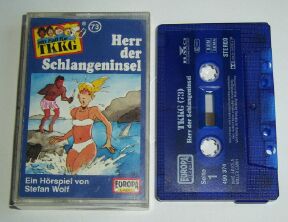 TKKG
73
Herr
der
Schlangeninsel
Ein Hörspiel von
Stefan Wolf
EUROPA
TKKG (73)
Herr der Schlangeninsel
STEREO
Seite
1
EUROPA